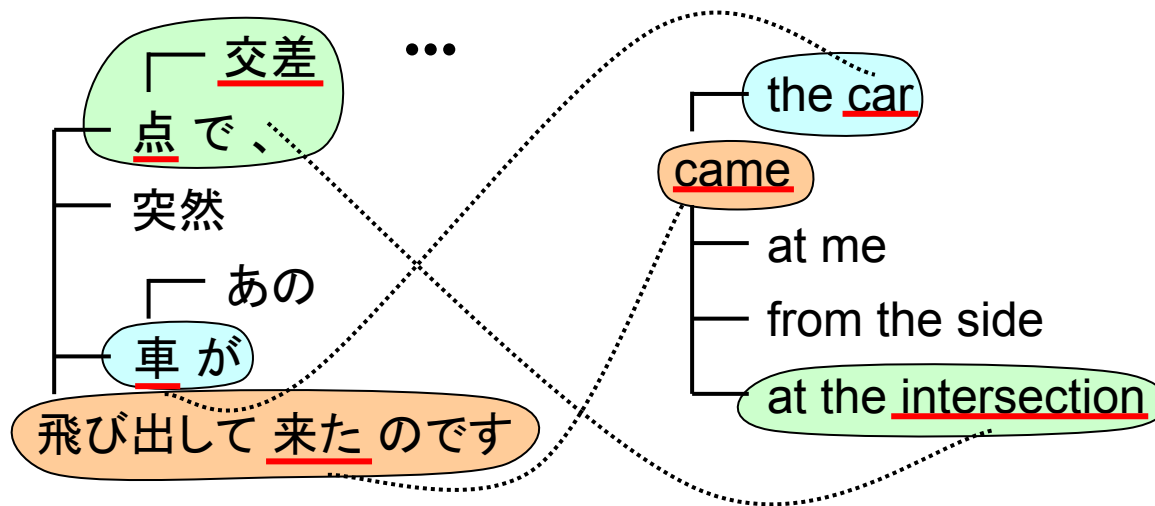 交差
点で、
突然
あの
車が
飛び出して来たのです
•••
the car
came
at me
from the side
at the intersection